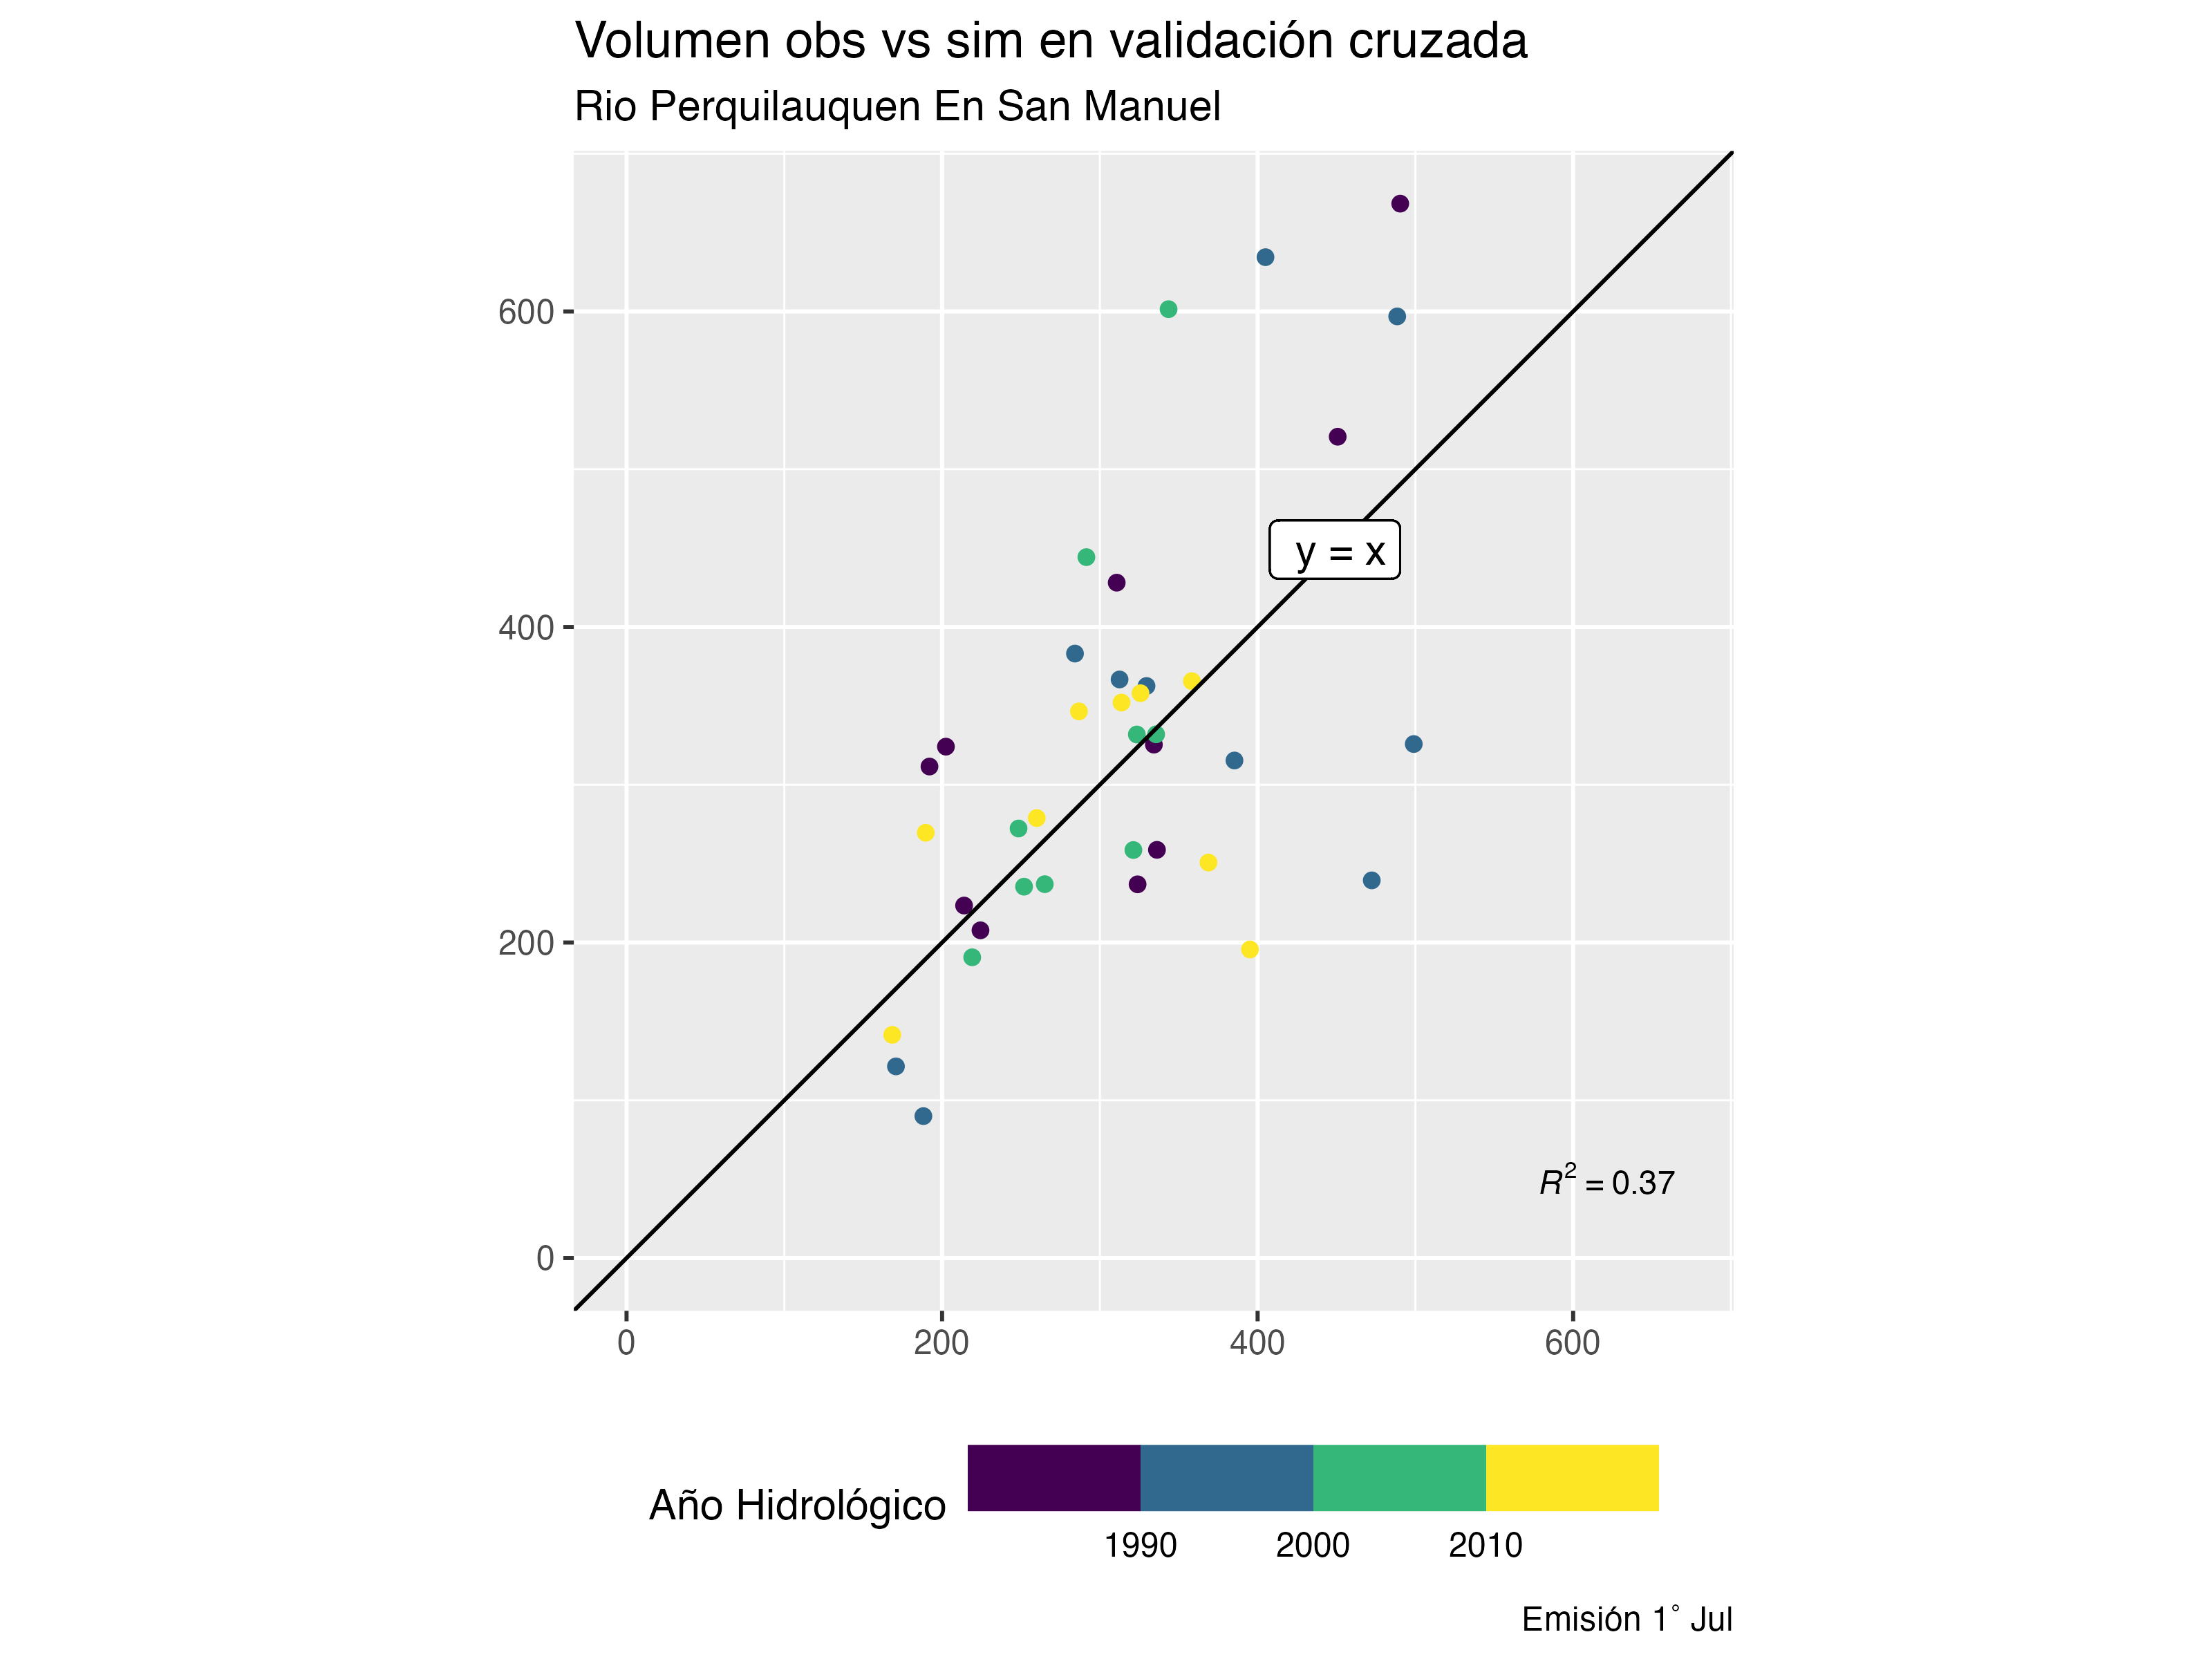 Volumen obs vs sim en validación cruzada
Rio Perquilauquen En San Manuel
600
400
200
0
y = x
R² = 0.37
0 200 400 600
Año Hidrológico
1990 2000 2010
Emisión 1° Jul